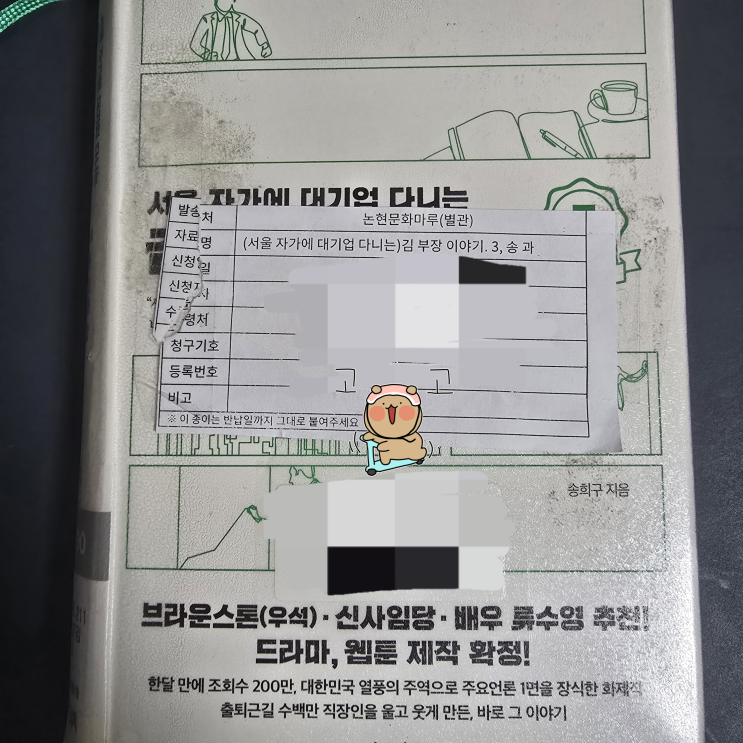 서울 자가에 대기업 다니는
발송처 논현문화마루(별관)
자료명 (서울 자가에 대기업 다니는)김 부장 이야기. 3, 송 과
신청일
신청자
수령처
청구기호
등록번호
비고
※ 이 종이는 반납일까지 그대로 붙여주세요
송희구 지음
브라운스톤(우석)·신사임당·배우 류수영 추천!
드라마, 웹툰 제작 확정!
한달 만에 조회수 200만, 대한민국 열풍의 주역으로 주요언론 1면을 장식한 화제작
출퇴근길 수백만 직장인을 울고 웃게 만든, 바로 그 이야기